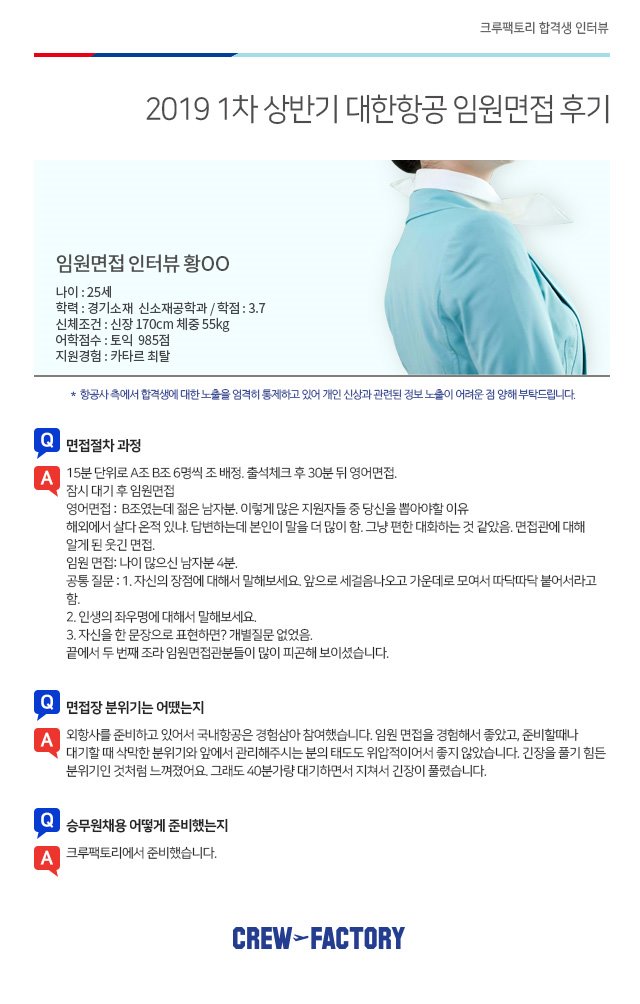 크루팩토리 합격생 인터뷰
2019 1차 상반기 대한항공 임원면접 후기
임원면접 인터뷰 황OO
나이 : 25세
학력 : 경기소재 신소재공학과 / 학점 : 3.7
신체조건 : 신장 170cm 체중 55kg
어학점수 : 토익 985점
지원경험 : 카타르 최탈
* 항공사 측에서 합격생에 대한 노출을 엄격히 통제하고 있어 개인 신상과 관련된 정보 노출이 어려운 점 양해 부탁드립니다.
Q 면접절차 과정
A 15분 단위로 A조 B조 6명씩 조 배정. 출석체크 후 30분 뒤 영어면접.
잠시 대기 후 임원면접
영어면접 : B조였는데 젊은 남자분. 이렇게 많은 지원자들 중 당신을 뽑아야할 이유
해외에서 살다 온적 있냐. 답변하는데 본인이 말을 더 많이 함. 그냥 편한 대화하는 것 같았음. 면접관에 대해
알게 된 웃긴 면접.
임원 면접: 나이 많으신 남자분 4분.
공통 질문 : 1. 자신의 장점에 대해서 말해보세요. 앞으로 세걸음나오고 가운데로 모여서 따닥따닥 붙어서라고
함.
2. 인생의 좌우명에 대해서 말해보세요.
3. 자신을 한 문장으로 표현하면? 개별질문 없었음.
끝에서 두 번째 조라 임원면접관분들이 많이 피곤해 보이셨습니다.
Q 면접장 분위기는 어땠는지
A 외항사를 준비하고 있어서 국내항공은 경험삼아 참여했습니다. 임원 면접을 경험해서 좋았고, 준비할때나
대기할 때 삭막한 분위기와 앞에서 관리해주시는 분의 태도도 위압적이어서 좋지 않았습니다. 긴장을 풀기 힘든
분위기인 것처럼 느껴졌어요. 그래도 40분가량 대기하면서 지쳐서 긴장이 풀렸습니다.
Q 승무원채용 어떻게 준비했는지
A 크루팩토리에서 준비했습니다.
CREW FACTORY